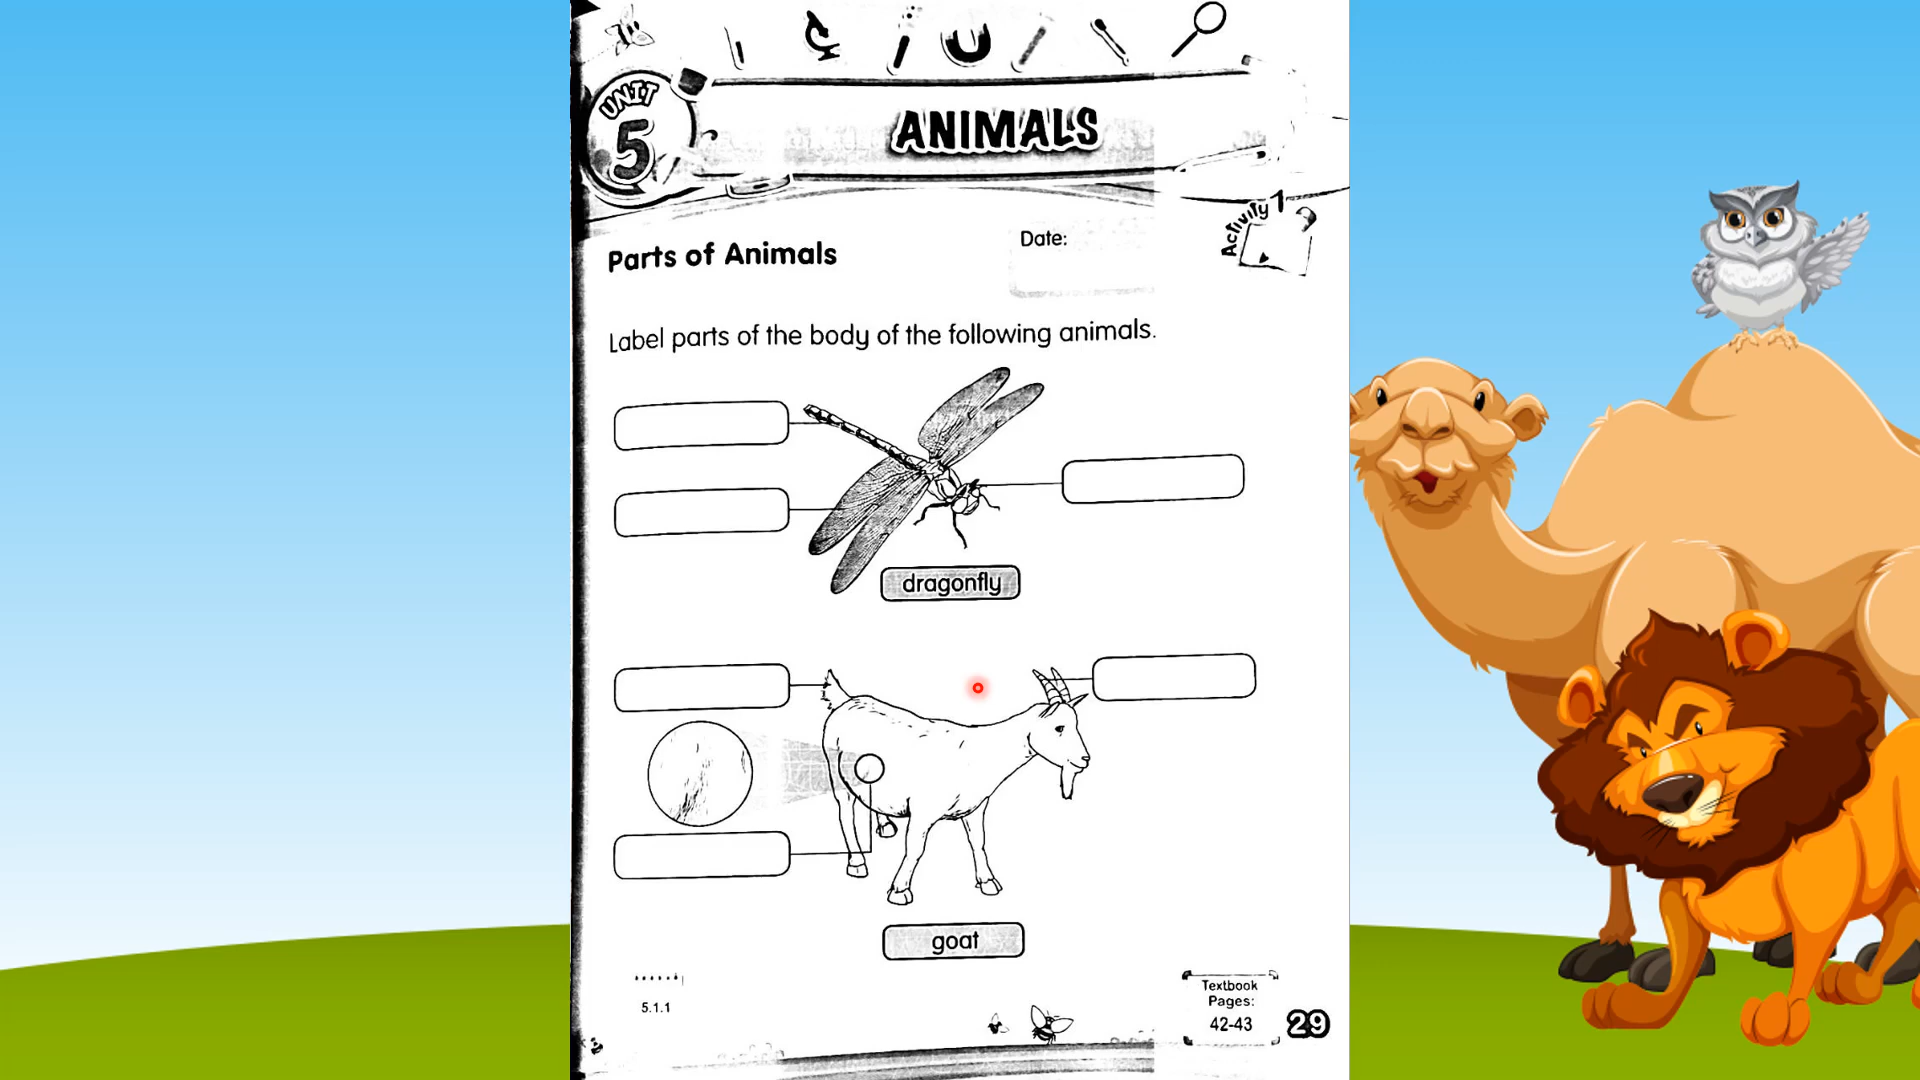 UNIT
5
ANIMALS
Activity 1
Parts of Animals
Date:
Label parts of the body of the following animals.
dragonfly
goat
5.1.1
Textbook
Pages:
42-43
29